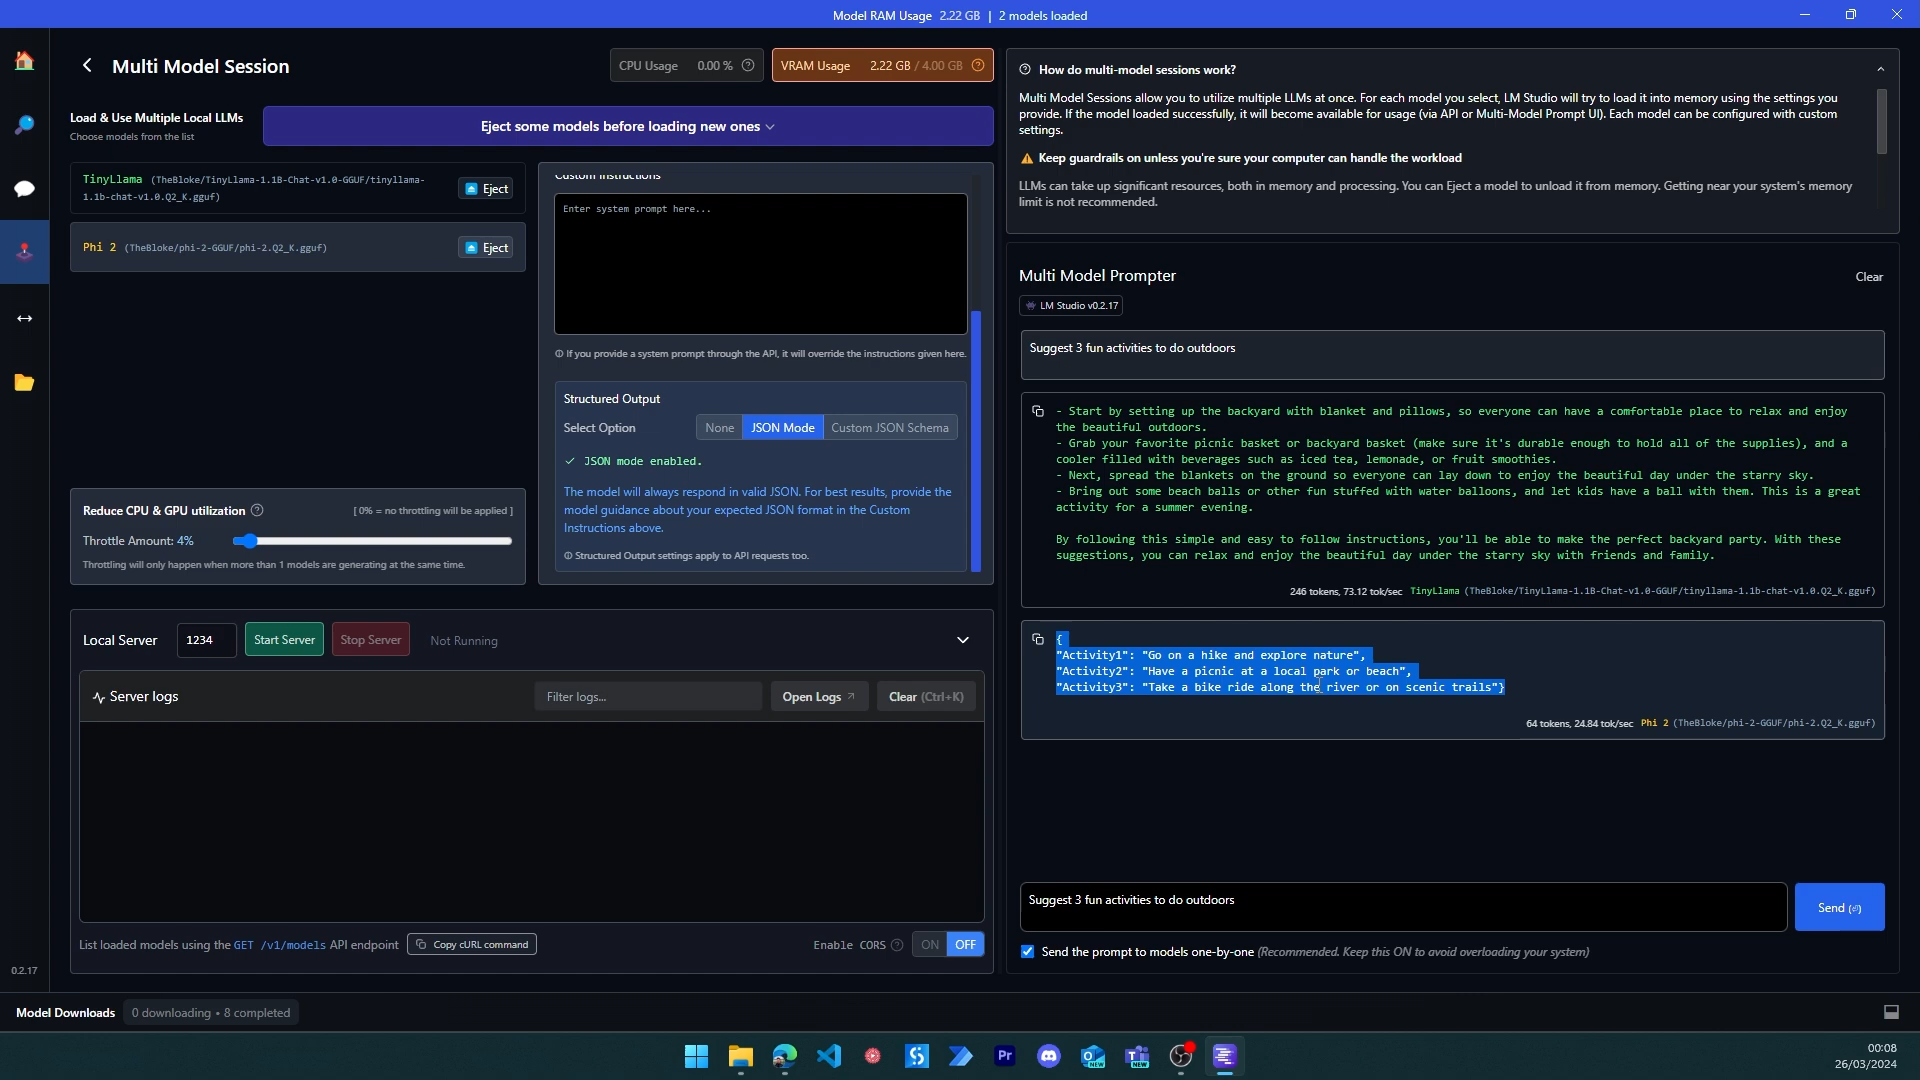 Model RAM Usage 2.22 GB | 2 models loaded
Multi Model Session
CPU Usage 0.00 %
VRAM Usage 2.22 GB / 4.00 GB
Load & Use Multiple Local LLMs
Choose models from the list
Eject some models before loading new ones
TinyLlama (TheBloke/TinyLlama-1.1B-Chat-v1.0-GGUF/tinyllama-
1.1b-chat-v1.0.Q2_K.gguf)
Eject
Phi 2 (TheBloke/phi-2-GGUF/phi-2.Q2_K.gguf)
Eject
Reduce CPU & GPU utilization
[ 0% = no throttling will be applied ]
Throttle Amount: 4%
Throttling will only happen when more than 1 models are generating at the same time.
Custom Instructions
Enter system prompt here...
If you provide a system prompt through the API, it will override the instructions given here.
Structured Output
Select Option
None
JSON Mode
Custom JSON Schema
✓ JSON mode enabled.
The model will always respond in valid JSON. For best results, provide the
model guidance about your expected JSON format in the Custom
Instructions above.
Structured Output settings apply to API requests too.
Local Server
1234
Start Server
Stop Server
Not Running
Server logs
Filter logs...
Open Logs
Clear (Ctrl+K)
List loaded models using the GET /v1/models API endpoint
Copy cURL command
Enable CORS
ON
OFF
How do multi-model sessions work?
Multi Model Sessions allow you to utilize multiple LLMs at once. For each model you select, LM Studio will try to load it into memory using the settings you
provide. If the model loaded successfully, it will become available for usage (via API or Multi-Model Prompt UI). Each model can be configured with custom
settings.
Keep guardrails on unless you're sure your computer can handle the workload
LLMs can take up significant resources, both in memory and processing. You can Eject a model to unload it from memory. Getting near your system's memory
limit is not recommended.
Multi Model Prompter
Clear
LM Studio v0.2.17
Suggest 3 fun activities to do outdoors
- Start by setting up the backyard with blanket and pillows, so everyone can have a comfortable place to relax and enjoy
the beautiful outdoors.
- Grab your favorite picnic basket or backyard basket (make sure it's durable enough to hold all of the supplies), and a
cooler filled with beverages such as iced tea, lemonade, or fruit smoothies.
- Next, spread the blankets on the ground so everyone can lay down to enjoy the beautiful day under the starry sky.
- Bring out some beach balls or other fun stuffed with water balloons, and let kids have a ball with them. This is a great
activity for a summer evening.
By following this simple and easy to follow instructions, you'll be able to make the perfect backyard party. With these
suggestions, you can relax and enjoy the beautiful day under the starry sky with friends and family.
246 tokens, 73.12 tok/sec TinyLlama (TheBloke/TinyLlama-1.1B-Chat-v1.0-GGUF/tinyllama-1.1b-chat-v1.0.Q2_K.gguf)
{
"Activity1": "Go on a hike and explore nature",
"Activity2": "Have a picnic at a local park or beach",
"Activity3": "Take a bike ride along the river or on scenic trails"}
64 tokens, 24.84 tok/sec Phi 2 (TheBloke/phi-2-GGUF/phi-2.Q2_K.gguf)
Suggest 3 fun activities to do outdoors
Send (⏎)
Send the prompt to models one-by-one (Recommended. Keep this ON to avoid overloading your system)
0.2.17
Model Downloads
0 downloading • 8 completed
Pr
NEW
NEW
00:08
26/03/2024